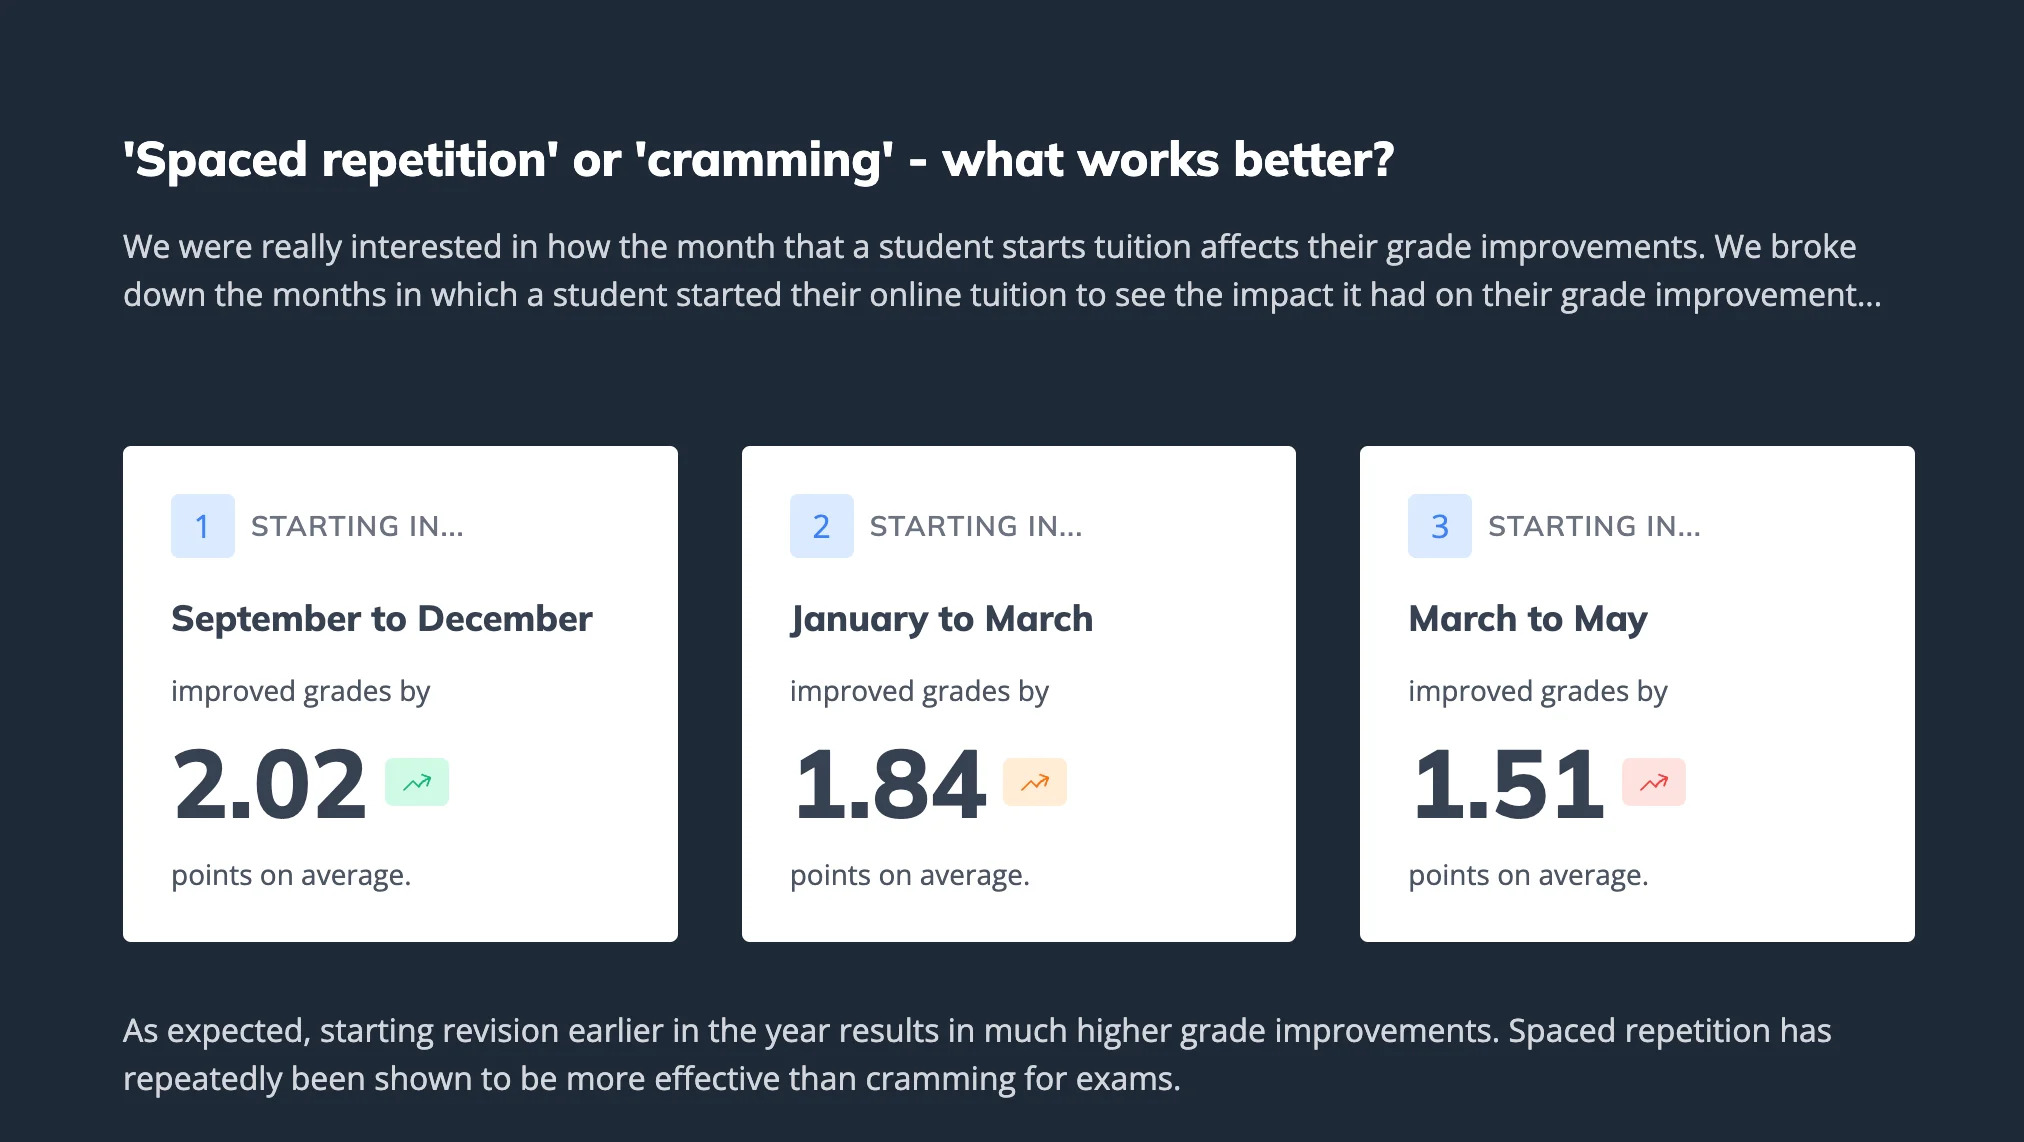 'Spaced repetition' or 'cramming' - what works better?
We were really interested in how the month that a student starts tuition affects their grade improvements. We broke
down the months in which a student started their online tuition to see the impact it had on their grade improvement...
1 STARTING IN...
September to December
improved grades by
2.02
points on average.
2 STARTING IN...
January to March
improved grades by
1.84
points on average.
3 STARTING IN...
March to May
improved grades by
1.51
points on average.
As expected, starting revision earlier in the year results in much higher grade improvements. Spaced repetition has
repeatedly been shown to be more effective than cramming for exams.